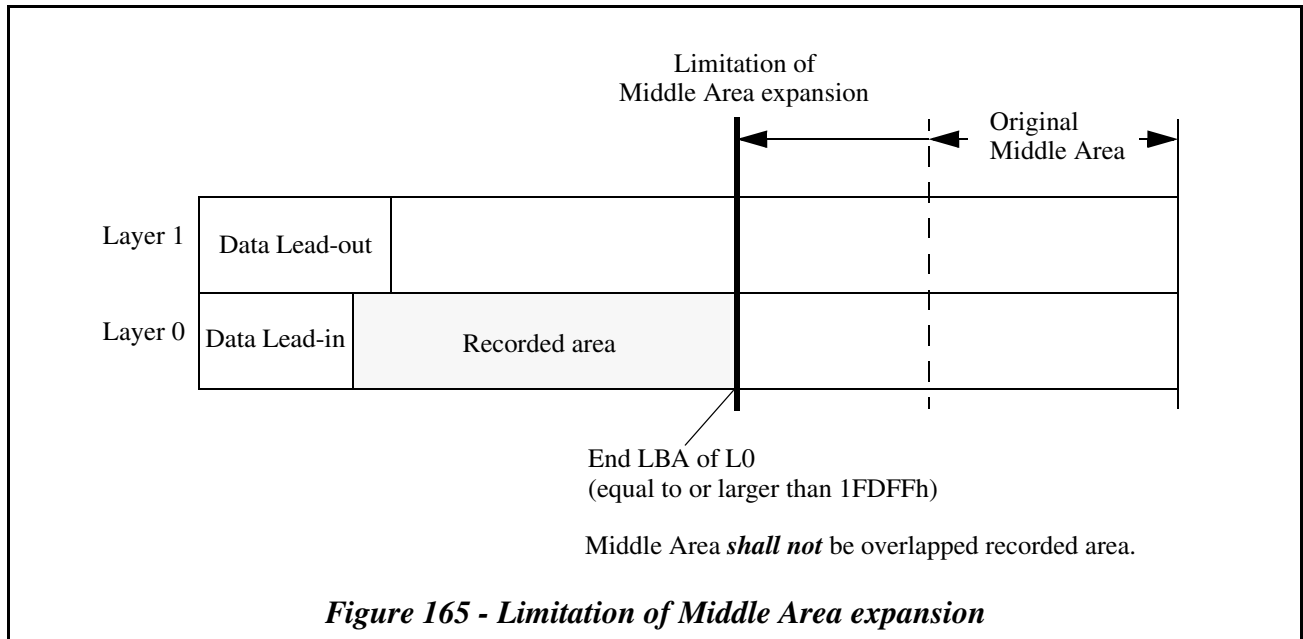 Limitation of
Middle Area expansion
Original
Middle Area
Layer 1
Data Lead-out
Layer 0
Data Lead-in
Recorded area
End LBA of L0
(equal to or larger than 1FDFFh)
Middle Area shall not be overlapped recorded area.
Figure 165 - Limitation of Middle Area expansion